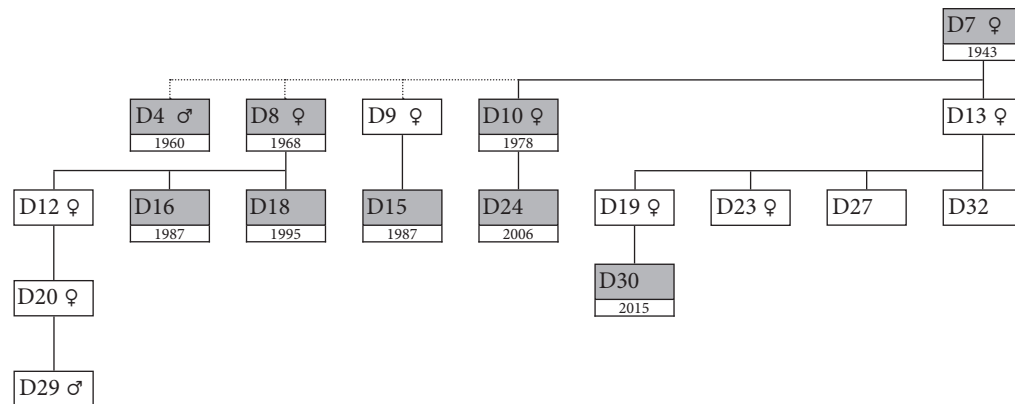 D7 ♀
1943
D4 ♂ D8 ♀ D9 ♀ D10 ♀ D13 ♀
1960 1968 1978
D12 ♀ D16 D18 D15 D24 D19 ♀ D23 ♀ D27 D32
1987 1995 1987 2006
D20 ♀ D30
2015
D29 ♂